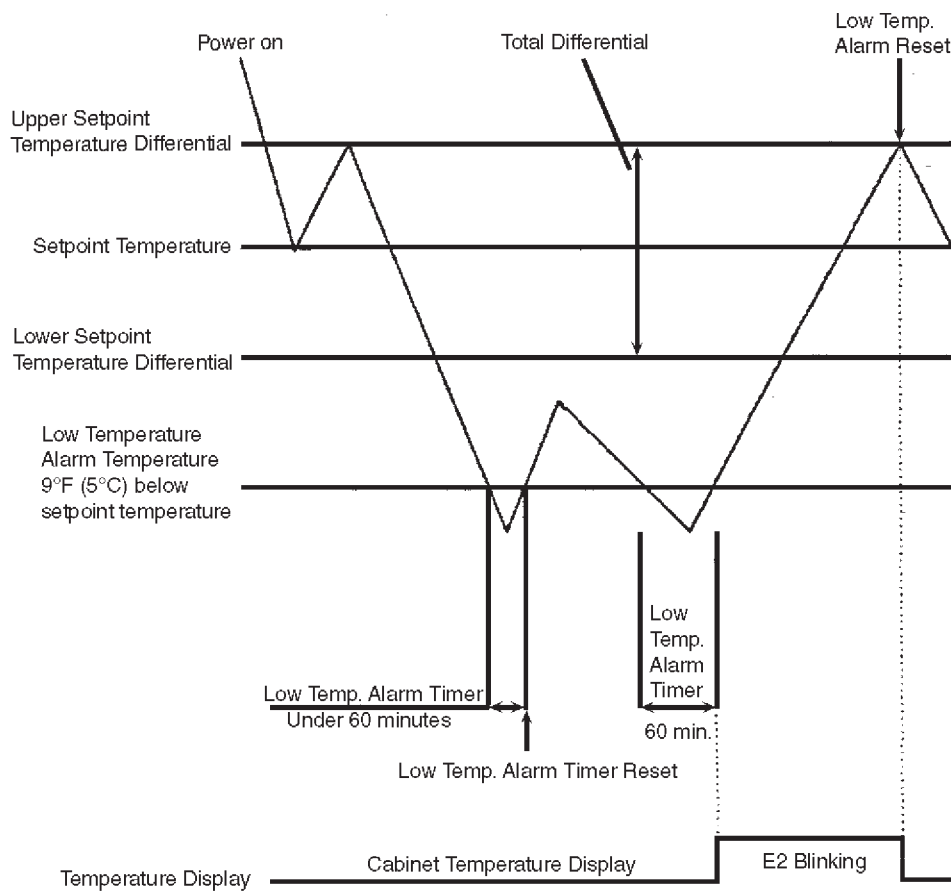 Power on
Total Differential
Low Temp.
Alarm Reset
Upper Setpoint
Temperature Differential
Setpoint Temperature
Lower Setpoint
Temperature Differential
Low Temperature
Alarm Temperature
9°F (5°C) below
setpoint temperature
Low
Temp.
Alarm
Timer
60 min.
Low Temp. Alarm Timer
Under 60 minutes
Low Temp. Alarm Timer Reset
Temperature Display
Cabinet Temperature Display
E2 Blinking